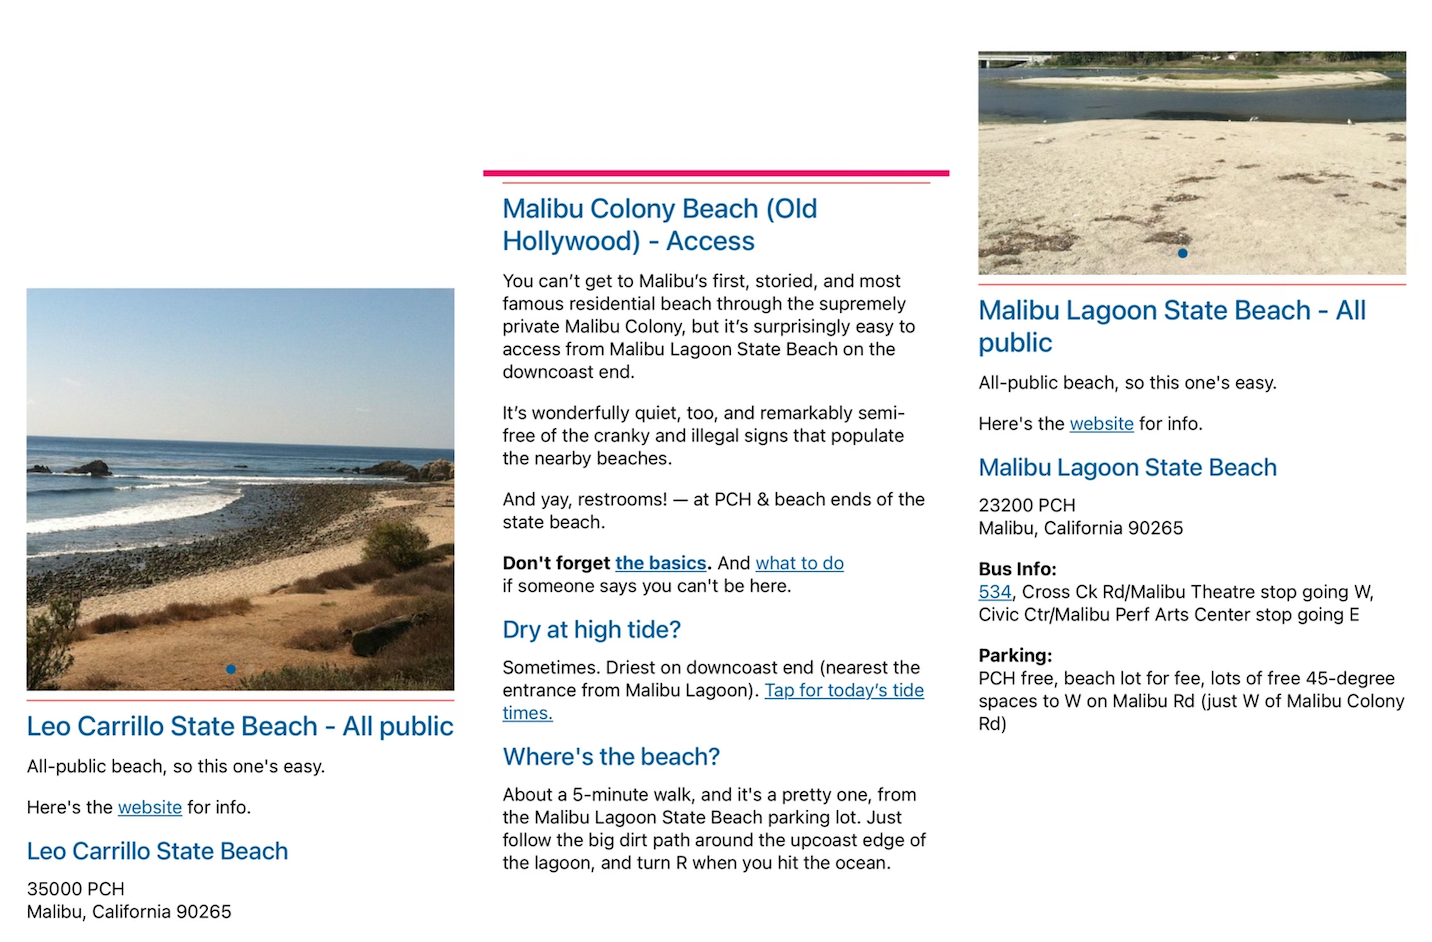 Leo Carrillo State Beach - All public
All-public beach, so this one's easy.
Here's the website for info.
Leo Carrillo State Beach
35000 PCH
Malibu, California 90265
Malibu Colony Beach (Old
Hollywood) - Access
You can’t get to Malibu’s first, storied, and most
famous residential beach through the supremely
private Malibu Colony, but it’s surprisingly easy to
access from Malibu Lagoon State Beach on the
downcoast end.
It’s wonderfully quiet, too, and remarkably semi-
free of the cranky and illegal signs that populate
the nearby beaches.
And yay, restrooms! — at PCH & beach ends of the
state beach.
Don't forget the basics. And what to do
if someone says you can't be here.
Dry at high tide?
Sometimes. Driest on downcoast end (nearest the
entrance from Malibu Lagoon). Tap for today’s tide
times.
Where's the beach?
About a 5-minute walk, and it's a pretty one, from
the Malibu Lagoon State Beach parking lot. Just
follow the big dirt path around the upcoast edge of
the lagoon, and turn R when you hit the ocean.
Malibu Lagoon State Beach - All
public
All-public beach, so this one's easy.
Here's the website for info.
Malibu Lagoon State Beach
23200 PCH
Malibu, California 90265
Bus Info:
534, Cross Ck Rd/Malibu Theatre stop going W,
Civic Ctr/Malibu Perf Arts Center stop going E
Parking:
PCH free, beach lot for fee, lots of free 45-degree
spaces to W on Malibu Rd (just W of Malibu Colony
Rd)